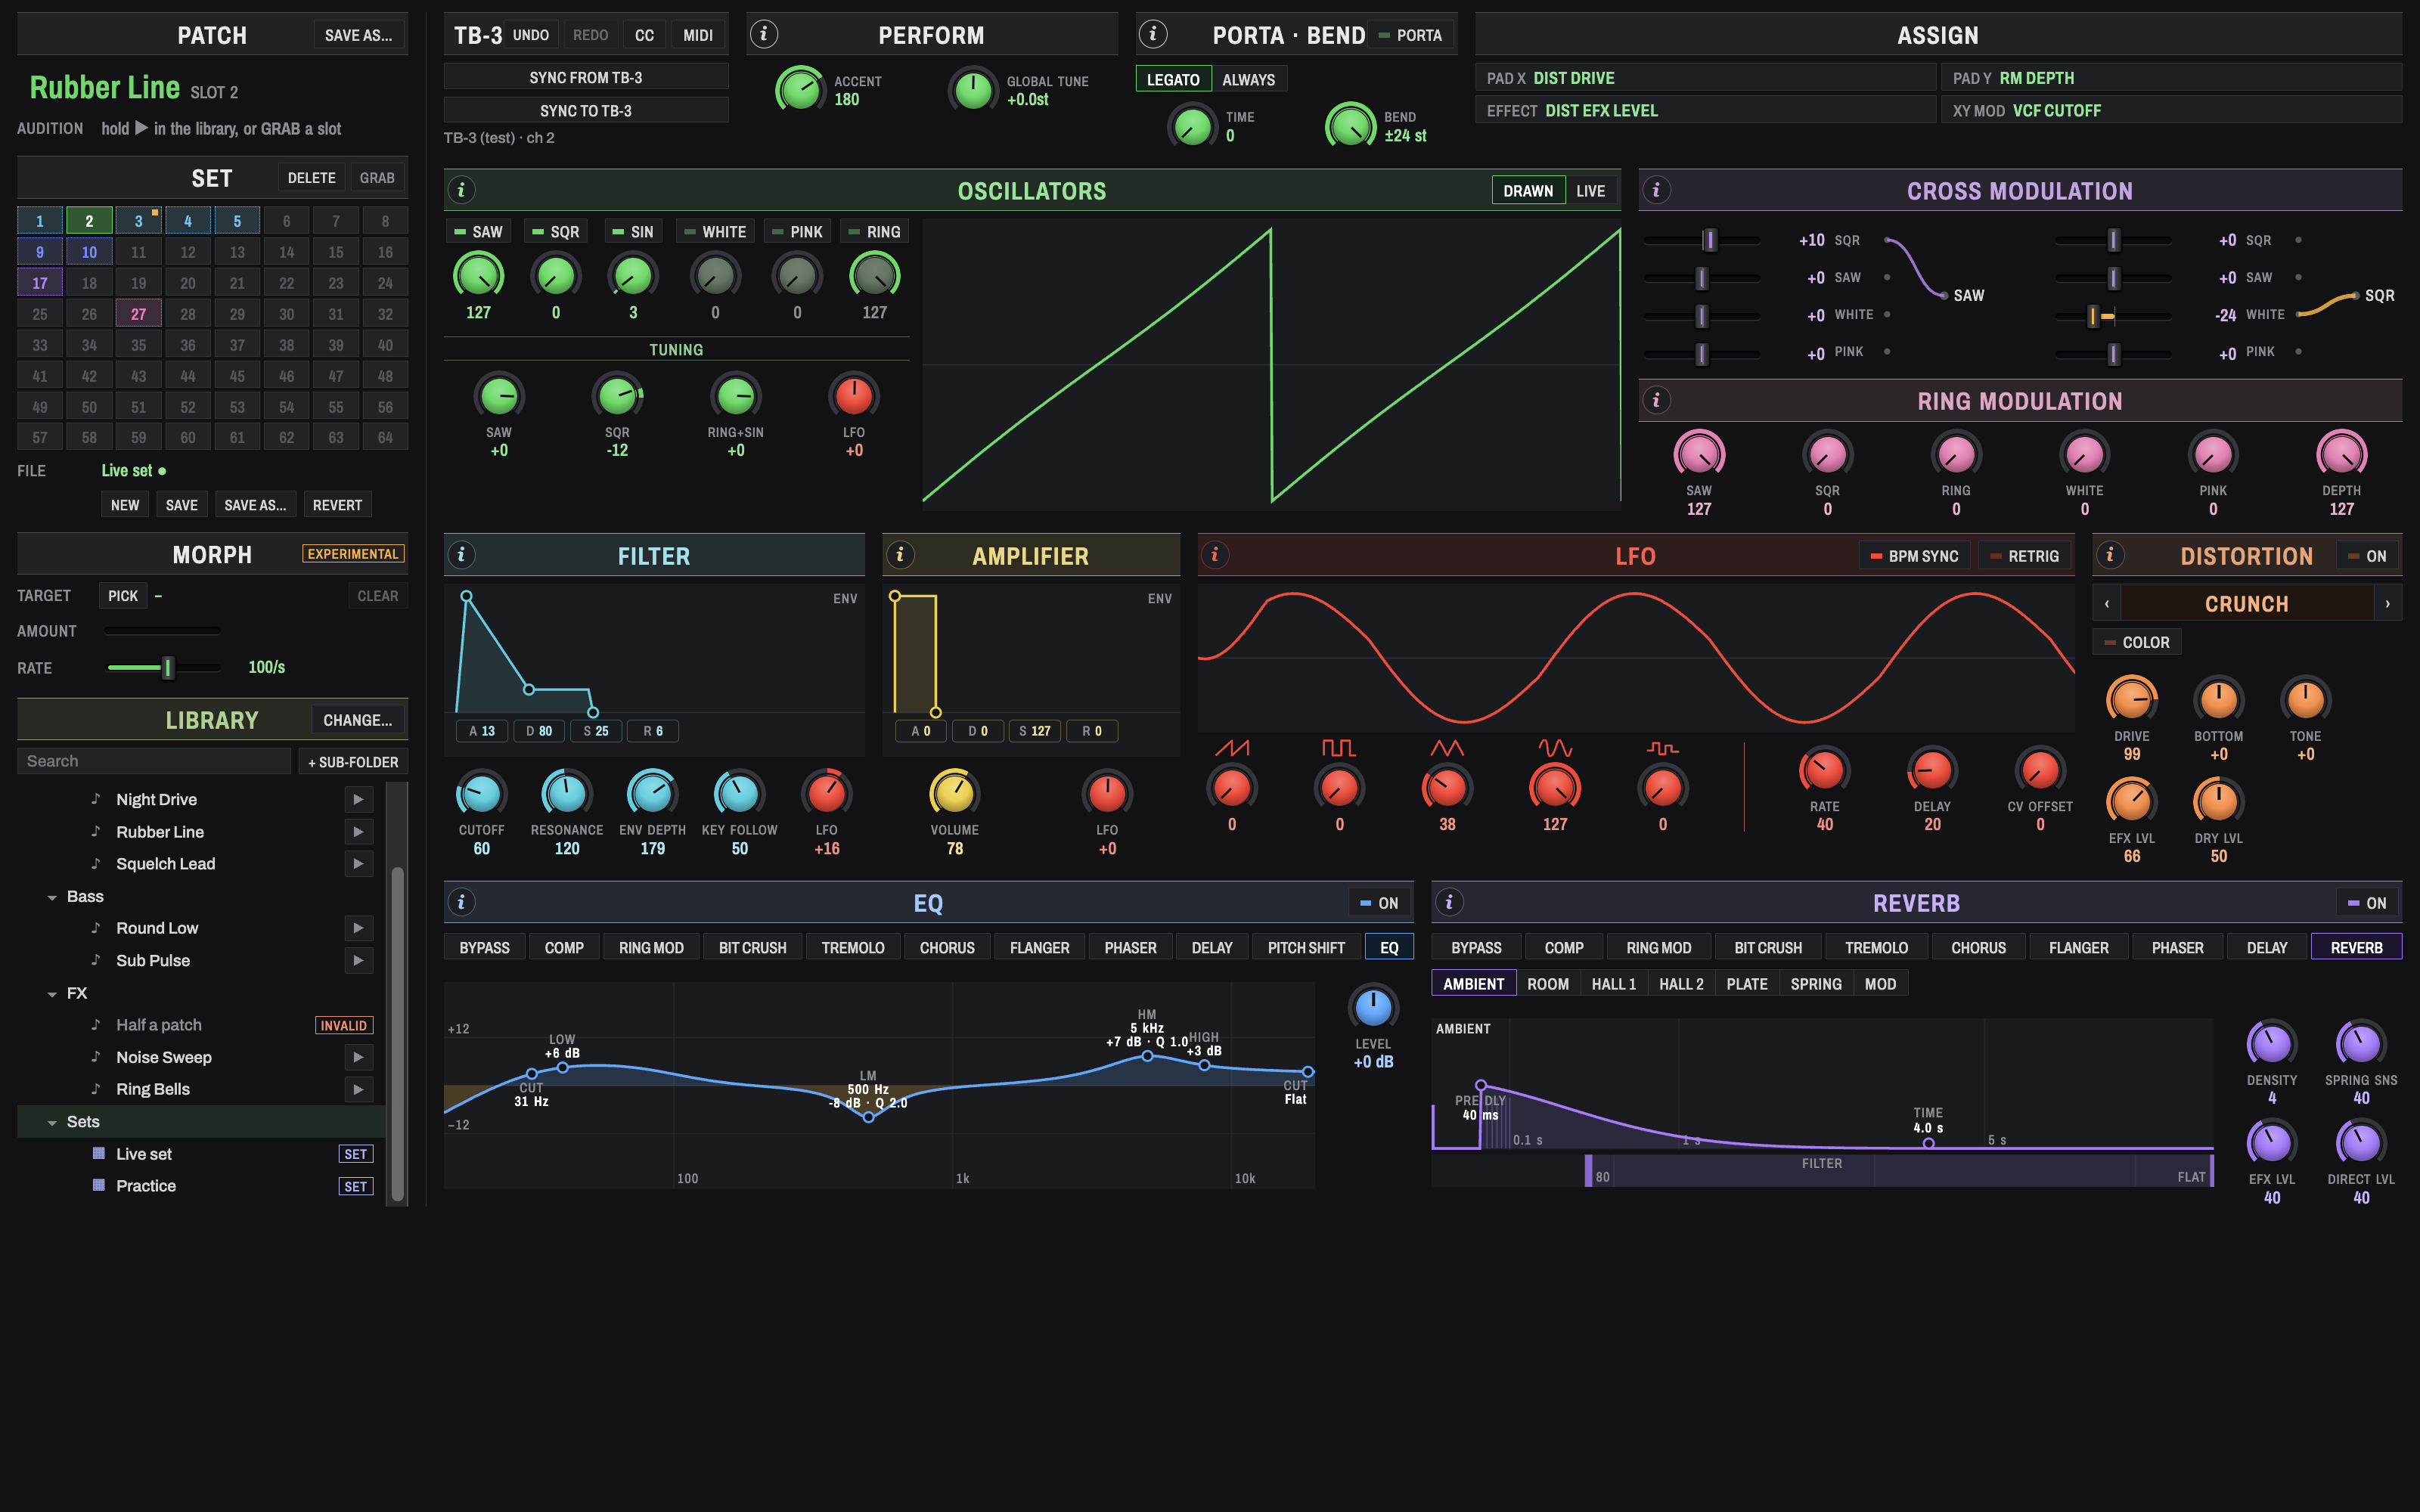 PATCH SAVE AS...
Rubber Line SLOT 2
AUDITION hold ▶ in the library, or GRAB a slot
SET DELETE GRAB
1 2 3 4 5 6 7 8
9 10 11 12 13 14 15 16
17 18 19 20 21 22 23 24
25 26 27 28 29 30 31 32
33 34 35 36 37 38 39 40
41 42 43 44 45 46 47 48
49 50 51 52 53 54 55 56
57 58 59 60 61 62 63 64
FILE Live set
NEW SAVE SAVE AS... REVERT
MORPH EXPERIMENTAL
TARGET PICK – CLEAR
AMOUNT
RATE 100/s
LIBRARY CHANGE...
Search + SUB-FOLDER
Night Drive
Rubber Line
Squelch Lead
Bass
Round Low
Sub Pulse
FX
Half a patch INVALID
Noise Sweep
Ring Bells
Sets
Live set SET
Practice SET
TB-3 UNDO REDO CC MIDI
SYNC FROM TB-3
SYNC TO TB-3
TB-3 (test) · ch 2
i PERFORM
ACCENT
180
GLOBAL TUNE
+0.0st
i PORTA · BEND PORTA
LEGATO ALWAYS
TIME
0
BEND
±24 st
ASSIGN
PAD X DIST DRIVE PAD Y RM DEPTH
EFFECT DIST EFX LEVEL XY MOD VCF CUTOFF
i OSCILLATORS DRAWN LIVE
SAW SQR SIN WHITE PINK RING
127 0 3 0 0 127
TUNING
SAW SQR RING+SIN LFO
+0 -12 +0 +0
i CROSS MODULATION
+10 SQR +0 SQR
+0 SAW +0 SAW
SAW SQR
+0 WHITE -24 WHITE
+0 PINK +0 PINK
i RING MODULATION
SAW SQR RING WHITE PINK DEPTH
127 0 0 0 0 127
i FILTER
ENV
A 13 D 80 S 25 R 6
CUTOFF RESONANCE ENV DEPTH KEY FOLLOW LFO
60 120 179 50 +16
i AMPLIFIER
ENV
A 0 D 0 S 127 R 0
VOLUME LFO
78 +0
i LFO BPM SYNC RETRIG
0 0 38 127 0
RATE DELAY CV OFFSET
40 20 0
i DISTORTION ON
‹ CRUNCH ›
COLOR
DRIVE BOTTOM TONE
99 +0 +0
EFX LVL DRY LVL
66 50
i EQ ON
BYPASS COMP RING MOD BIT CRUSH TREMOLO CHORUS FLANGER PHASER DELAY PITCH SHIFT EQ
+12
-12
LOW
+6 dB
CUT
31 Hz
LM
500 Hz
-8 dB · Q 2.0
HM
5 kHz
+7 dB · Q 1.0
HIGH
+3 dB
CUT
Flat
100 1k 10k
LEVEL
+0 dB
i REVERB ON
BYPASS COMP RING MOD BIT CRUSH TREMOLO CHORUS FLANGER PHASER DELAY REVERB
AMBIENT ROOM HALL 1 HALL 2 PLATE SPRING MOD
AMBIENT
PRE DLY
40 ms
TIME
4.0 s
0.1 s 1 s 5 s
FILTER
80 FLAT
DENSITY SPRING SNS
4 40
EFX LVL DIRECT LVL
40 40